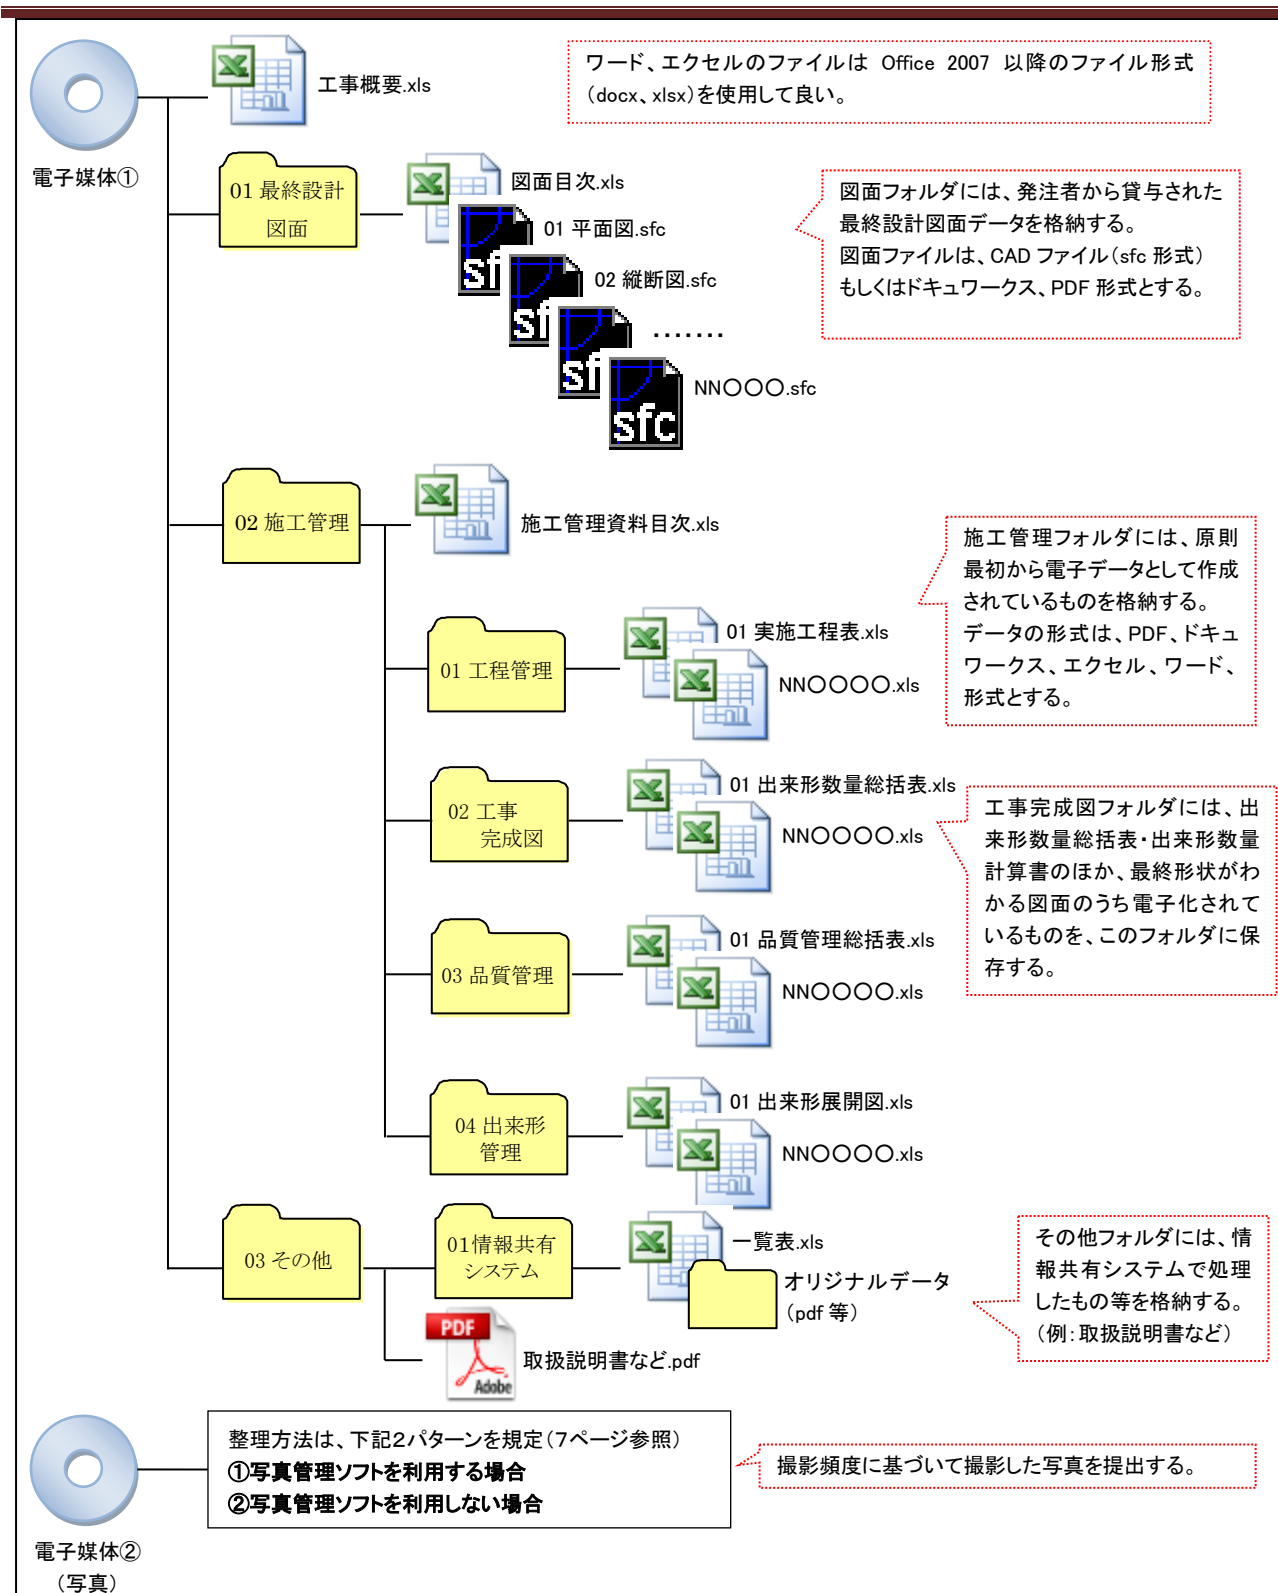 工事概要.xls
ワード、エクセルのファイルは Office 2007 以降のファイル形式
（docx、xlsx）を使用して良い。
電子媒体①
01 最終設計
図面
図面目次.xls
01 平面図.sfc
02 縦断図.sfc
・・・・・・・
NN○○○.sfc
sf
sf
sf
sfc
図面フォルダには、発注者から貸与された
最終設計図面データを格納する。
図面ファイルは、CAD ファイル（sfc 形式）
もしくはドキュワークス、PDF 形式とする。
02 施工管理
施工管理資料目次.xls
施工管理フォルダには、原則
最初から電子データとして作成
されているものを格納する。
データの形式は、PDF、ドキュ
ワークス、エクセル、ワード、
形式とする。
01 工程管理
01 実施工程表.xls
NN○○○○.xls
02 工事
完成図
01 出来形数量総括表.xls
NN○○○○.xls
工事完成図フォルダには、出
来形数量総括表・出来形数量
計算書のほか、最終形状がわ
かる図面のうち電子化されて
いるものを、このフォルダに保
存する。
03 品質管理
01 品質管理総括表.xls
NN○○○○.xls
04 出来形
管理
01 出来形展開図.xls
NN○○○○.xls
03 その他
01情報共有
システム
一覧表.xls
オリジナルデータ
（pdf 等）
その他フォルダには、情
報共有システムで処理
したもの等を格納する。
（例：取扱説明書など）
PDF
Adobe
取扱説明書など.pdf
整理方法は、下記２パターンを規定（７ページ参照）
①写真管理ソフトを利用する場合
②写真管理ソフトを利用しない場合
撮影頻度に基づいて撮影した写真を提出する。
電子媒体②
（写真）